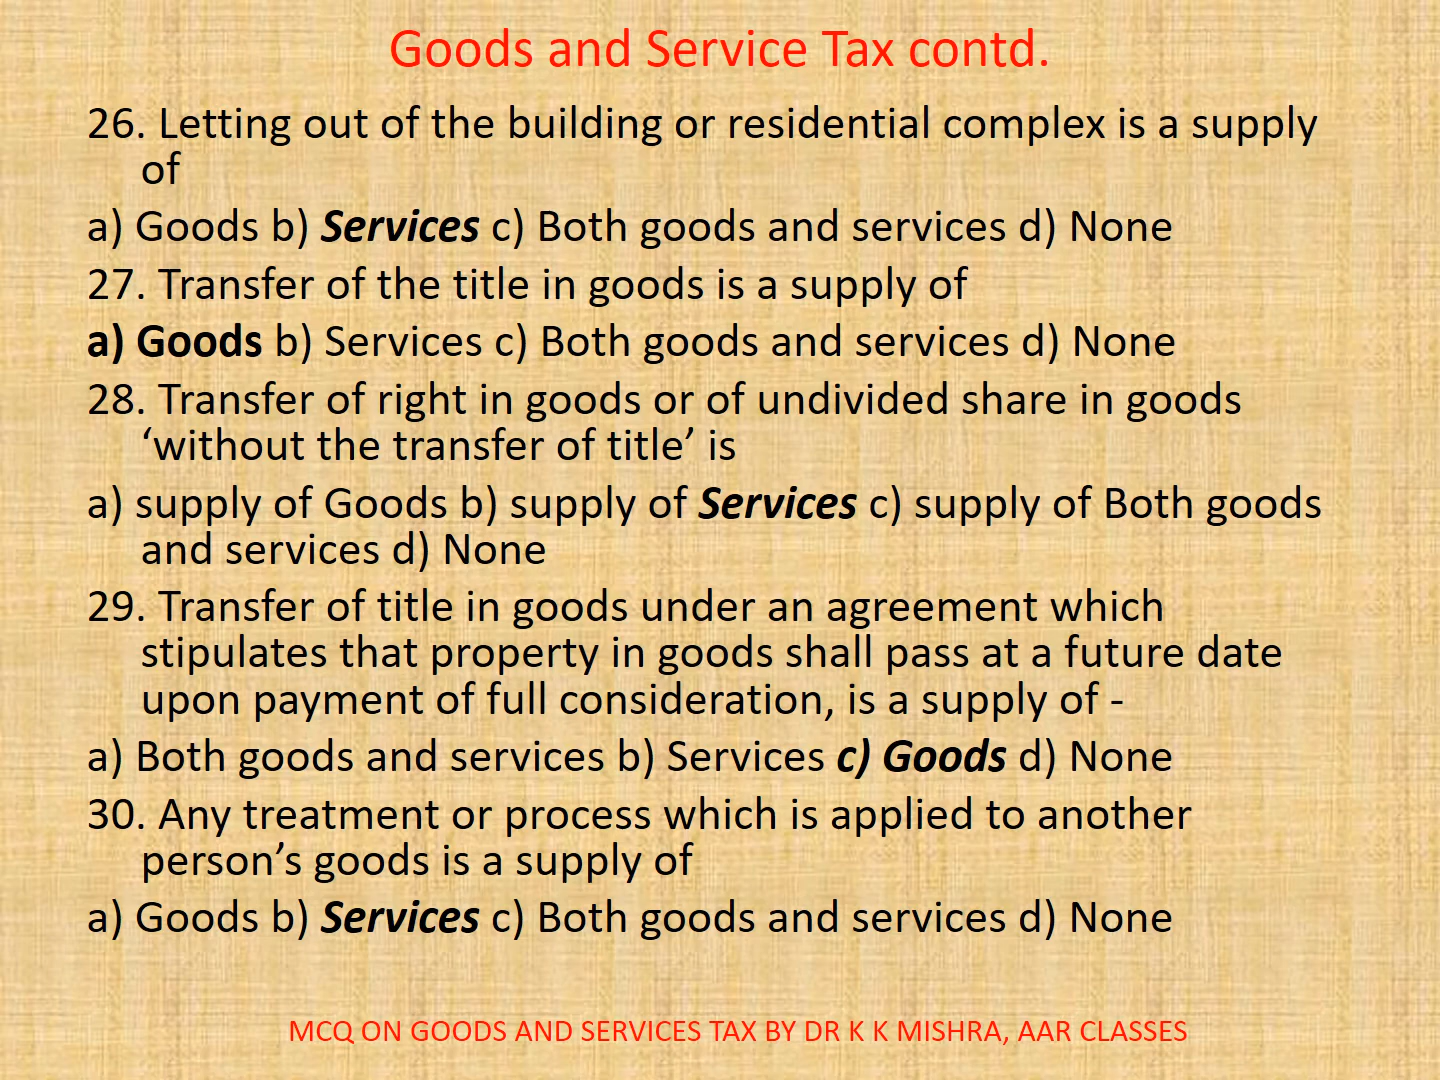 Goods and Service Tax contd.
26. Letting out of the building or residential complex is a supply
of
a) Goods b) Services c) Both goods and services d) None
27. Transfer of the title in goods is a supply of
a) Goods b) Services c) Both goods and services d) None
28. Transfer of right in goods or of undivided share in goods
‘without the transfer of title’ is
a) supply of Goods b) supply of Services c) supply of Both goods
and services d) None
29. Transfer of title in goods under an agreement which
stipulates that property in goods shall pass at a future date
upon payment of full consideration, is a supply of -
a) Both goods and services b) Services c) Goods d) None
30. Any treatment or process which is applied to another
person’s goods is a supply of
a) Goods b) Services c) Both goods and services d) None
MCQ ON GOODS AND SERVICES TAX BY DR K K MISHRA, AAR CLASSES